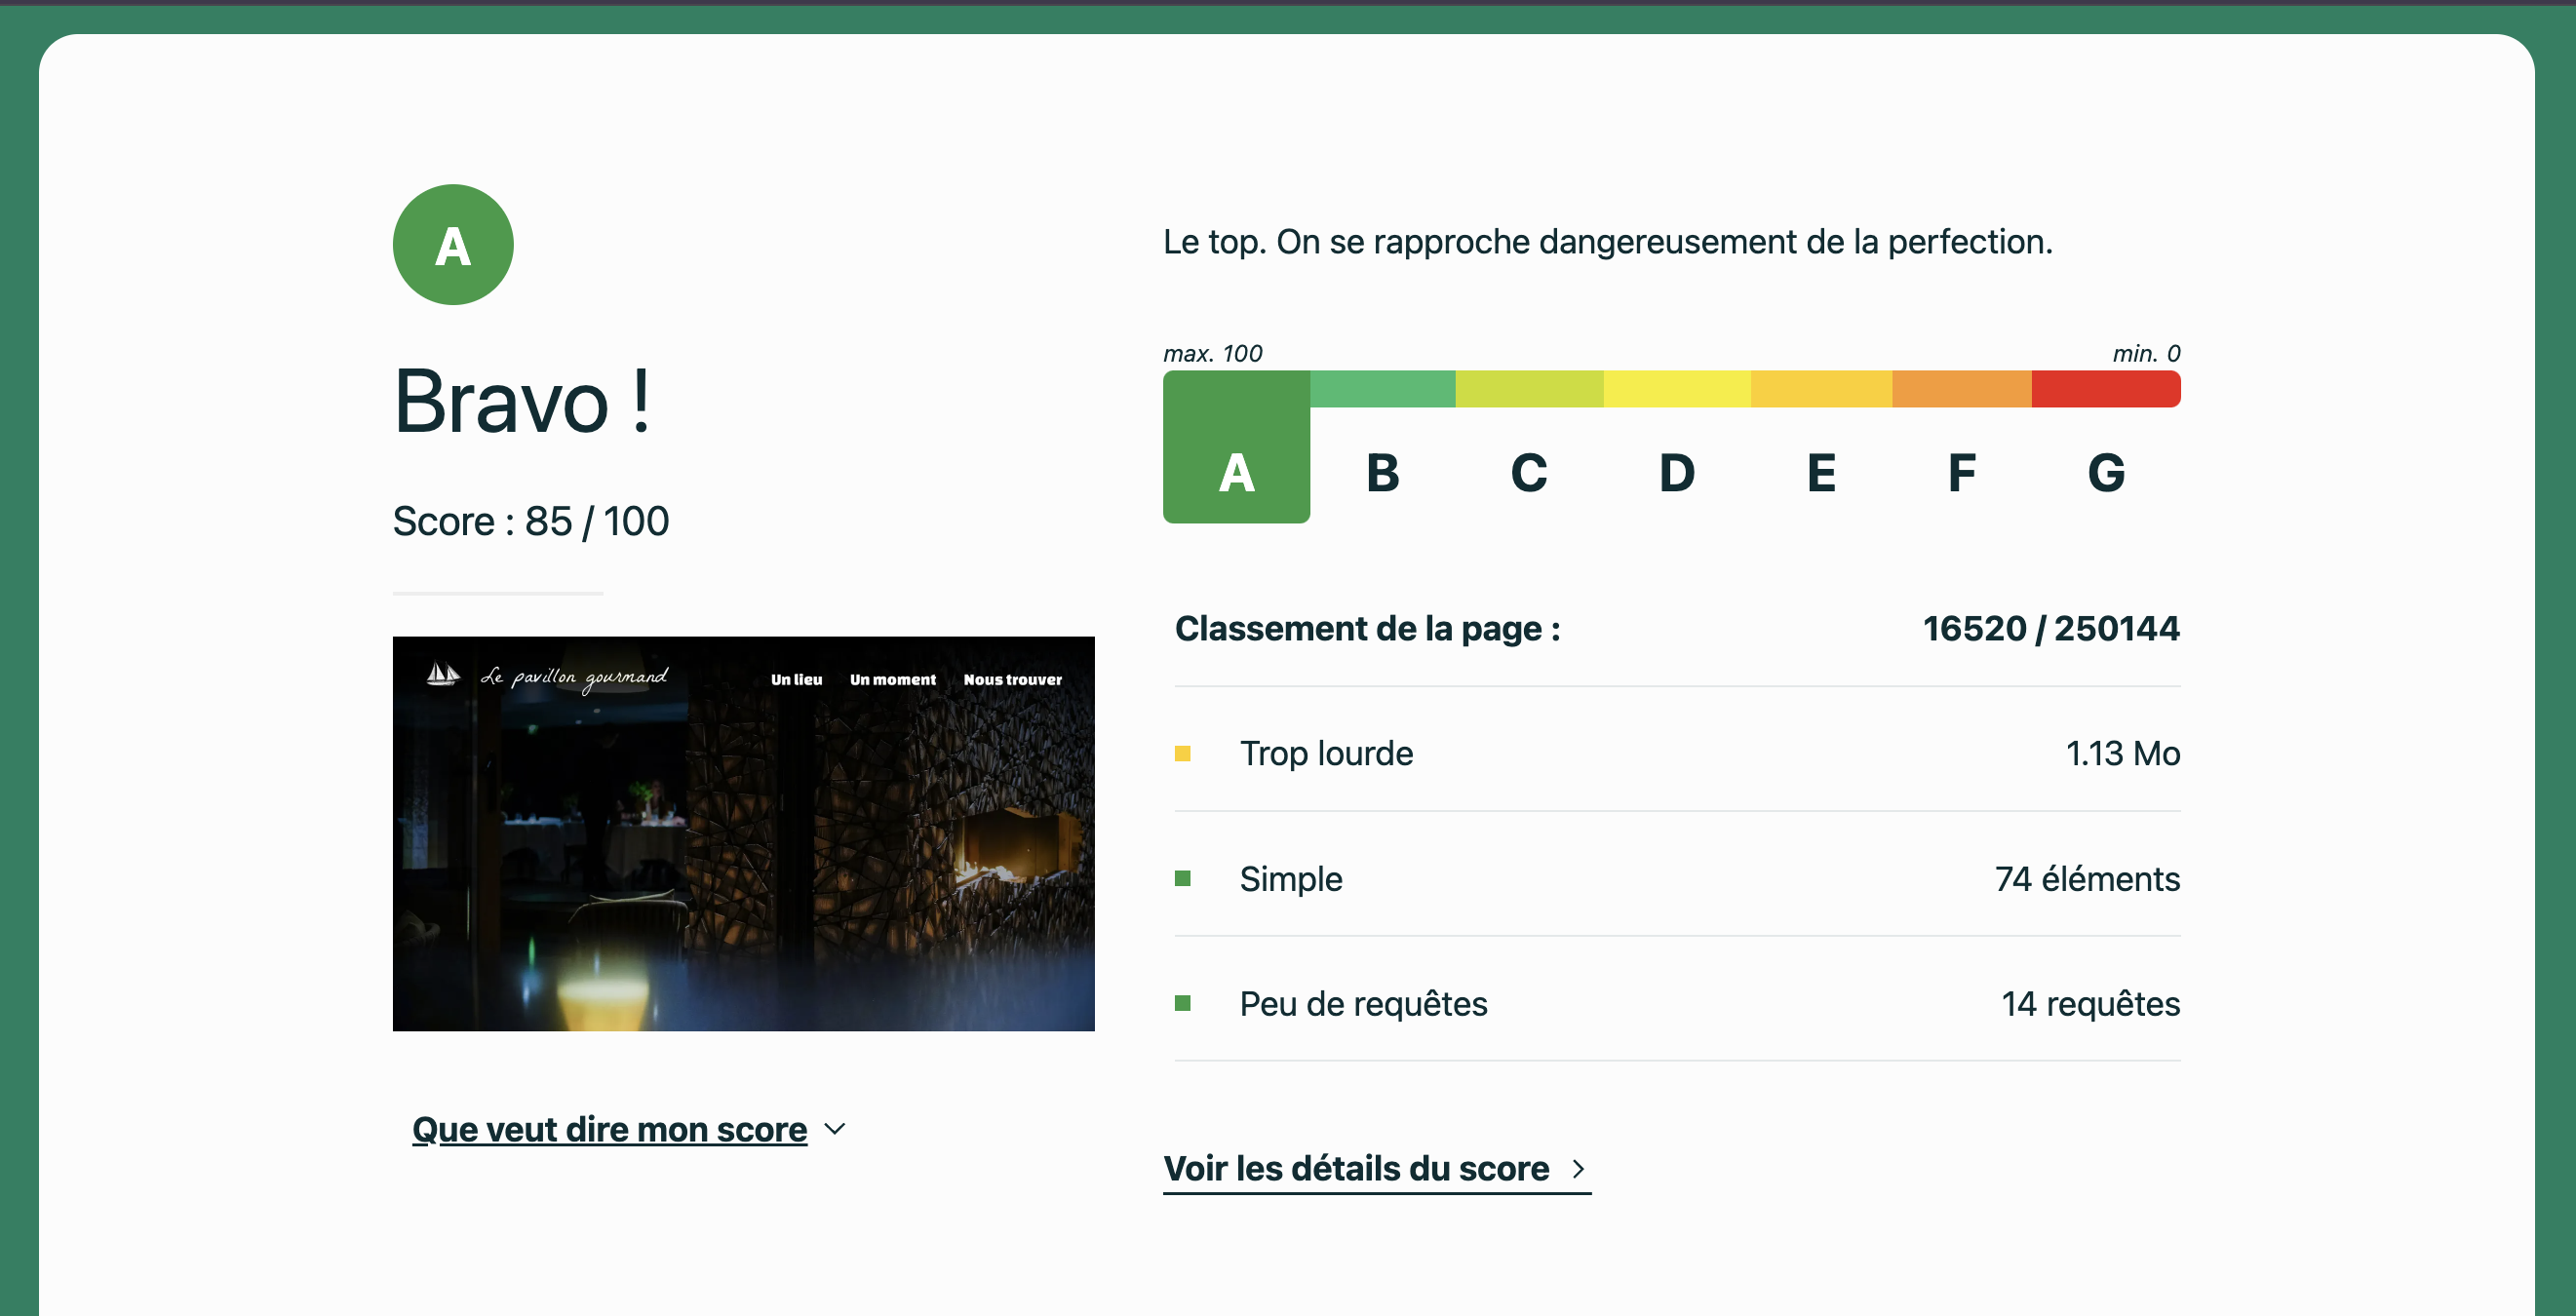 A
Bravo !
Score : 85 / 100
Le pavillon gourmand
Un lieu
Un moment
Nous trouver
Que veut dire mon score
Le top. On se rapproche dangereusement de la perfection.
max. 100
min. 0
A B C D E F G
Classement de la page : 16520 / 250144
Trop lourde 1.13 Mo
Simple 74 éléments
Peu de requêtes 14 requêtes
Voir les détails du score